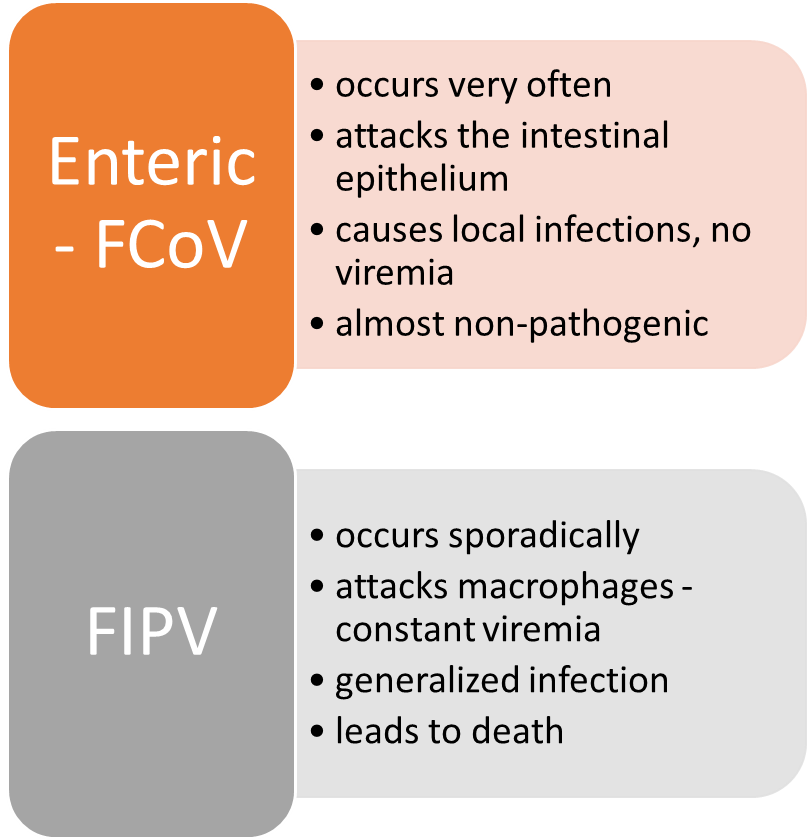 Enteric
- FCoV
• occurs very often
• attacks the intestinal
epithelium
• causes local infections, no
viremia
• almost non-pathogenic
FIPV
• occurs sporadically
• attacks macrophages -
constant viremia
• generalized infection
• leads to death